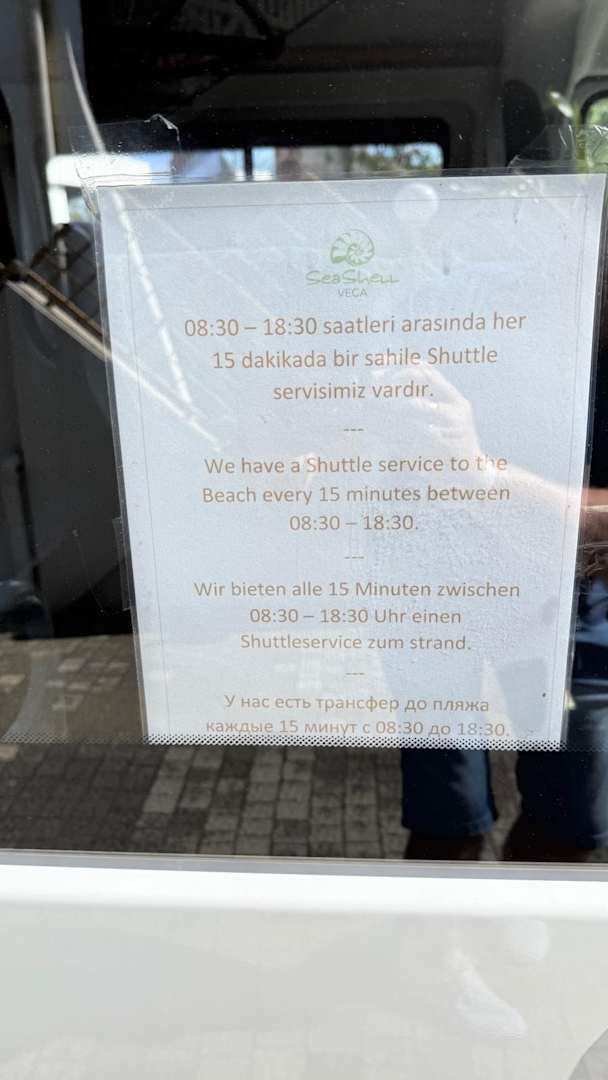 SeaShell
VEGA
08:30 – 18:30 saatleri arasında her
15 dakikada bir sahile Shuttle
servisimiz vardır.
---
We have a Shuttle service to the
Beach every 15 minutes between
08:30 – 18:30.
---
Wir bieten alle 15 Minuten zwischen
08:30 – 18:30 Uhr einen
Shuttleservice zum strand.
---
У нас есть трансфер до пляжа
каждые 15 минут с 08:30 до 18:30.